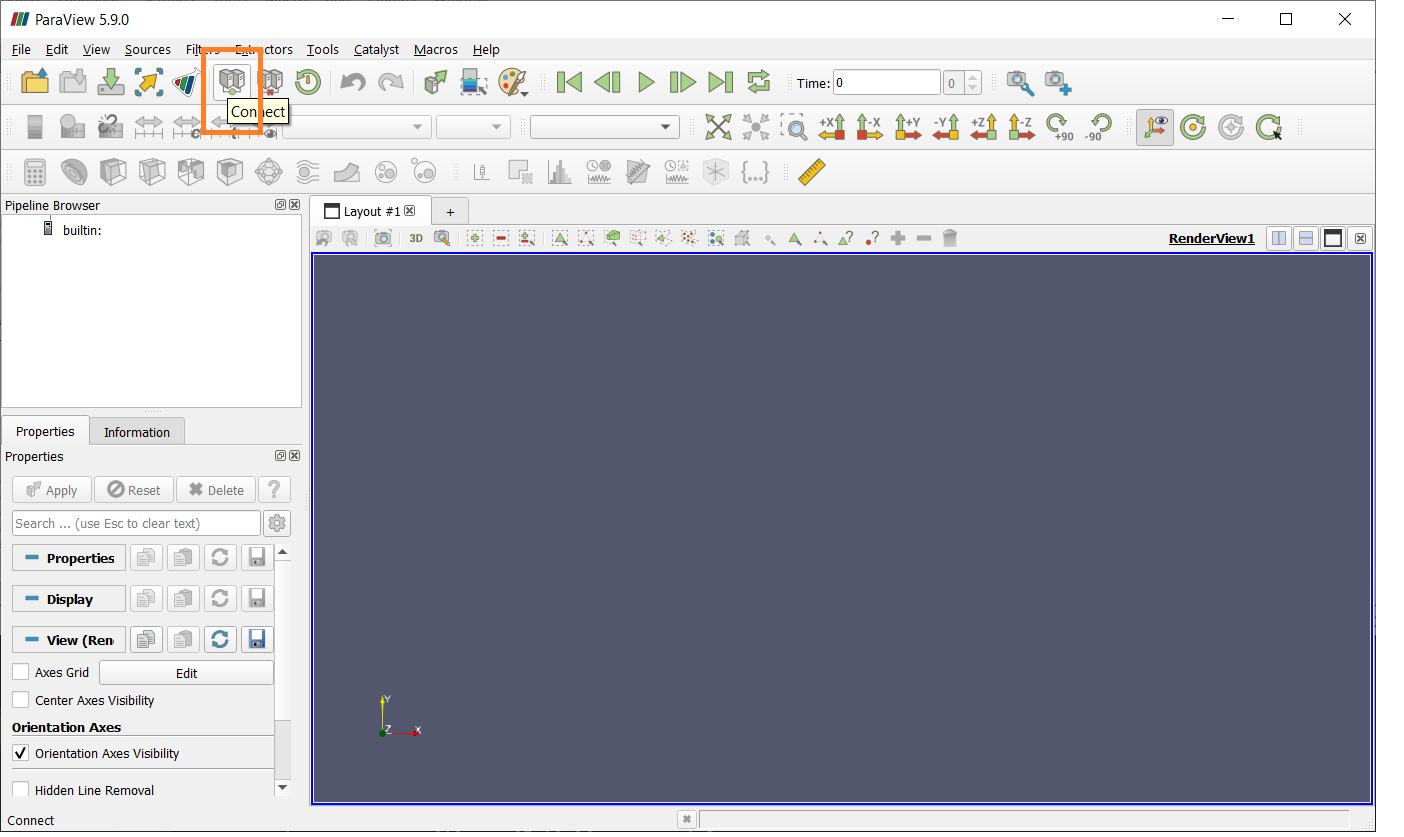 ParaView 5.9.0
File Edit View Sources Filters Extractors Tools Catalyst Macros Help
Time: 0 0
Connect
+X -X +Y -Y +Z -Z +90 -90
Pipeline Browser
builtin:
Layout #1 +
3D RenderView1
Properties Information
Properties
Apply Reset Delete ?
Search ... (use Esc to clear text)
Properties
Display
View (Ren
Axes Grid Edit
Center Axes Visibility
Orientation Axes
Orientation Axes Visibility
Hidden Line Removal
Y
Z X
Connect